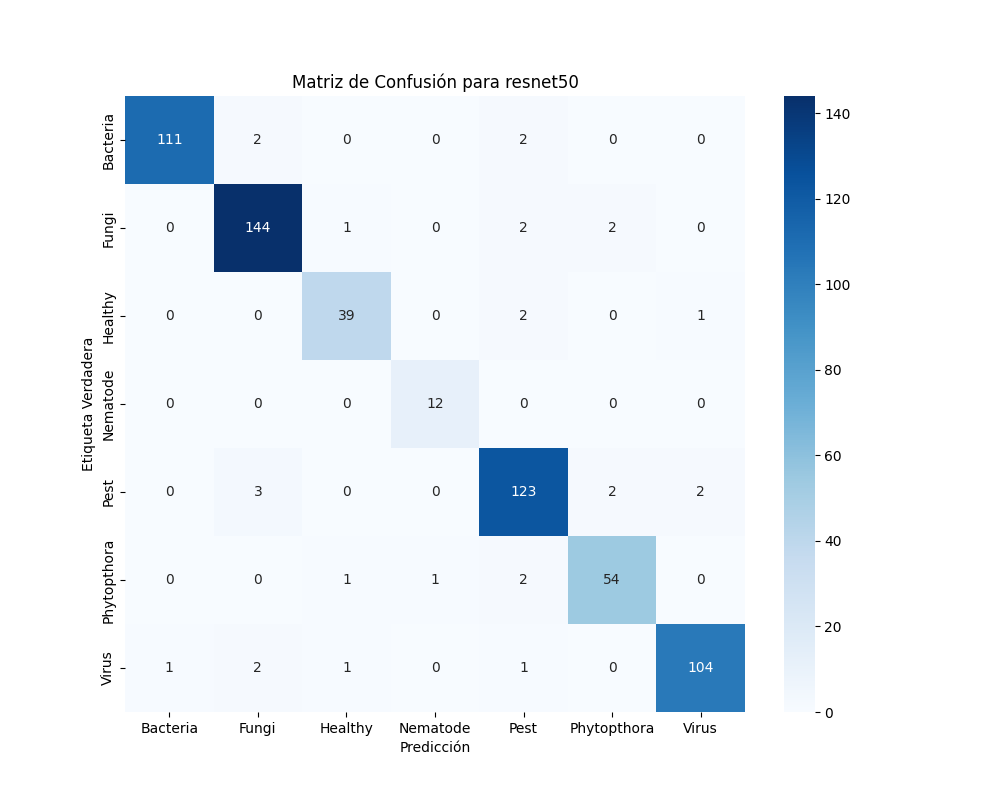 Matriz de Confusión para resnet50
Etiqueta Verdadera
Bacteria 111 2 0 0 2 0 0
Fungi 0 144 1 0 2 2 0
Healthy 0 0 39 0 2 0 1
Nematode 0 0 0 12 0 0 0
Pest 0 3 0 0 123 2 2
Phytopthora 0 0 1 1 2 54 0
Virus 1 2 1 0 1 0 104
Bacteria Fungi Healthy Nematode Pest Phytopthora Virus
Predicción
140
120
100
80
60
40
20
0